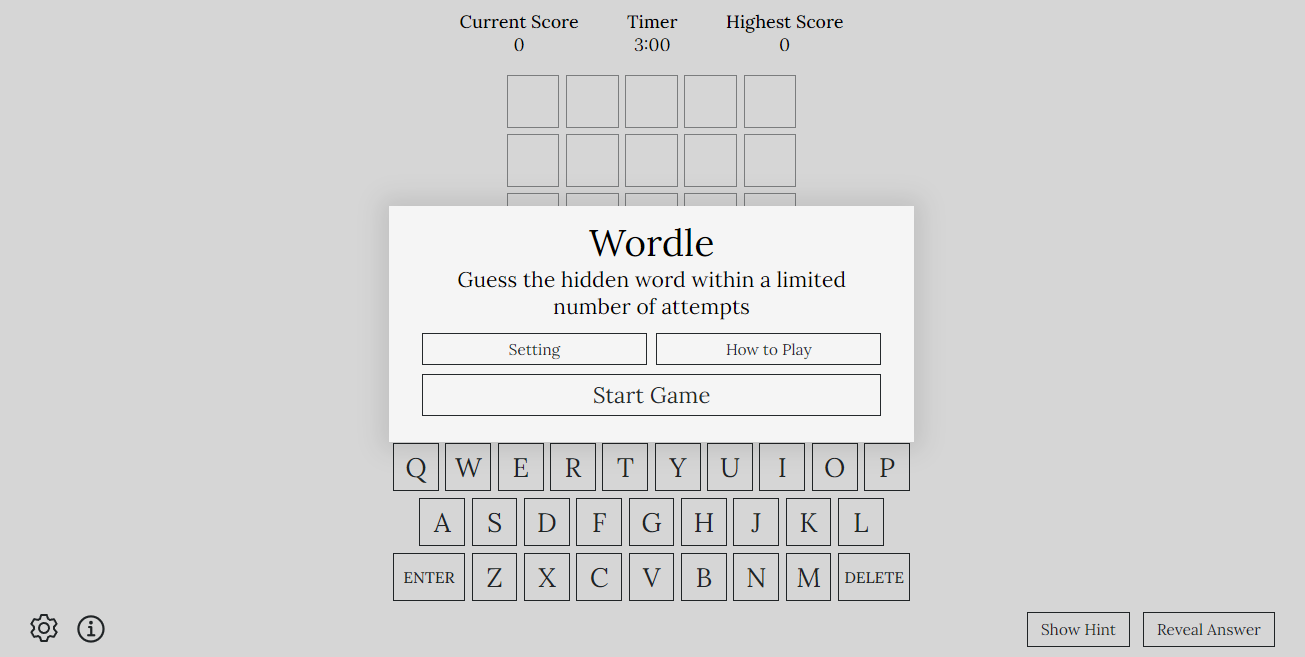 Current Score Timer Highest Score
0 3:00 0
Wordle
Guess the hidden word within a limited
number of attempts
Setting How to Play
Start Game
Q W E R T Y U I O P
A S D F G H J K L
ENTER Z X C V B N M DELETE
Show Hint Reveal Answer